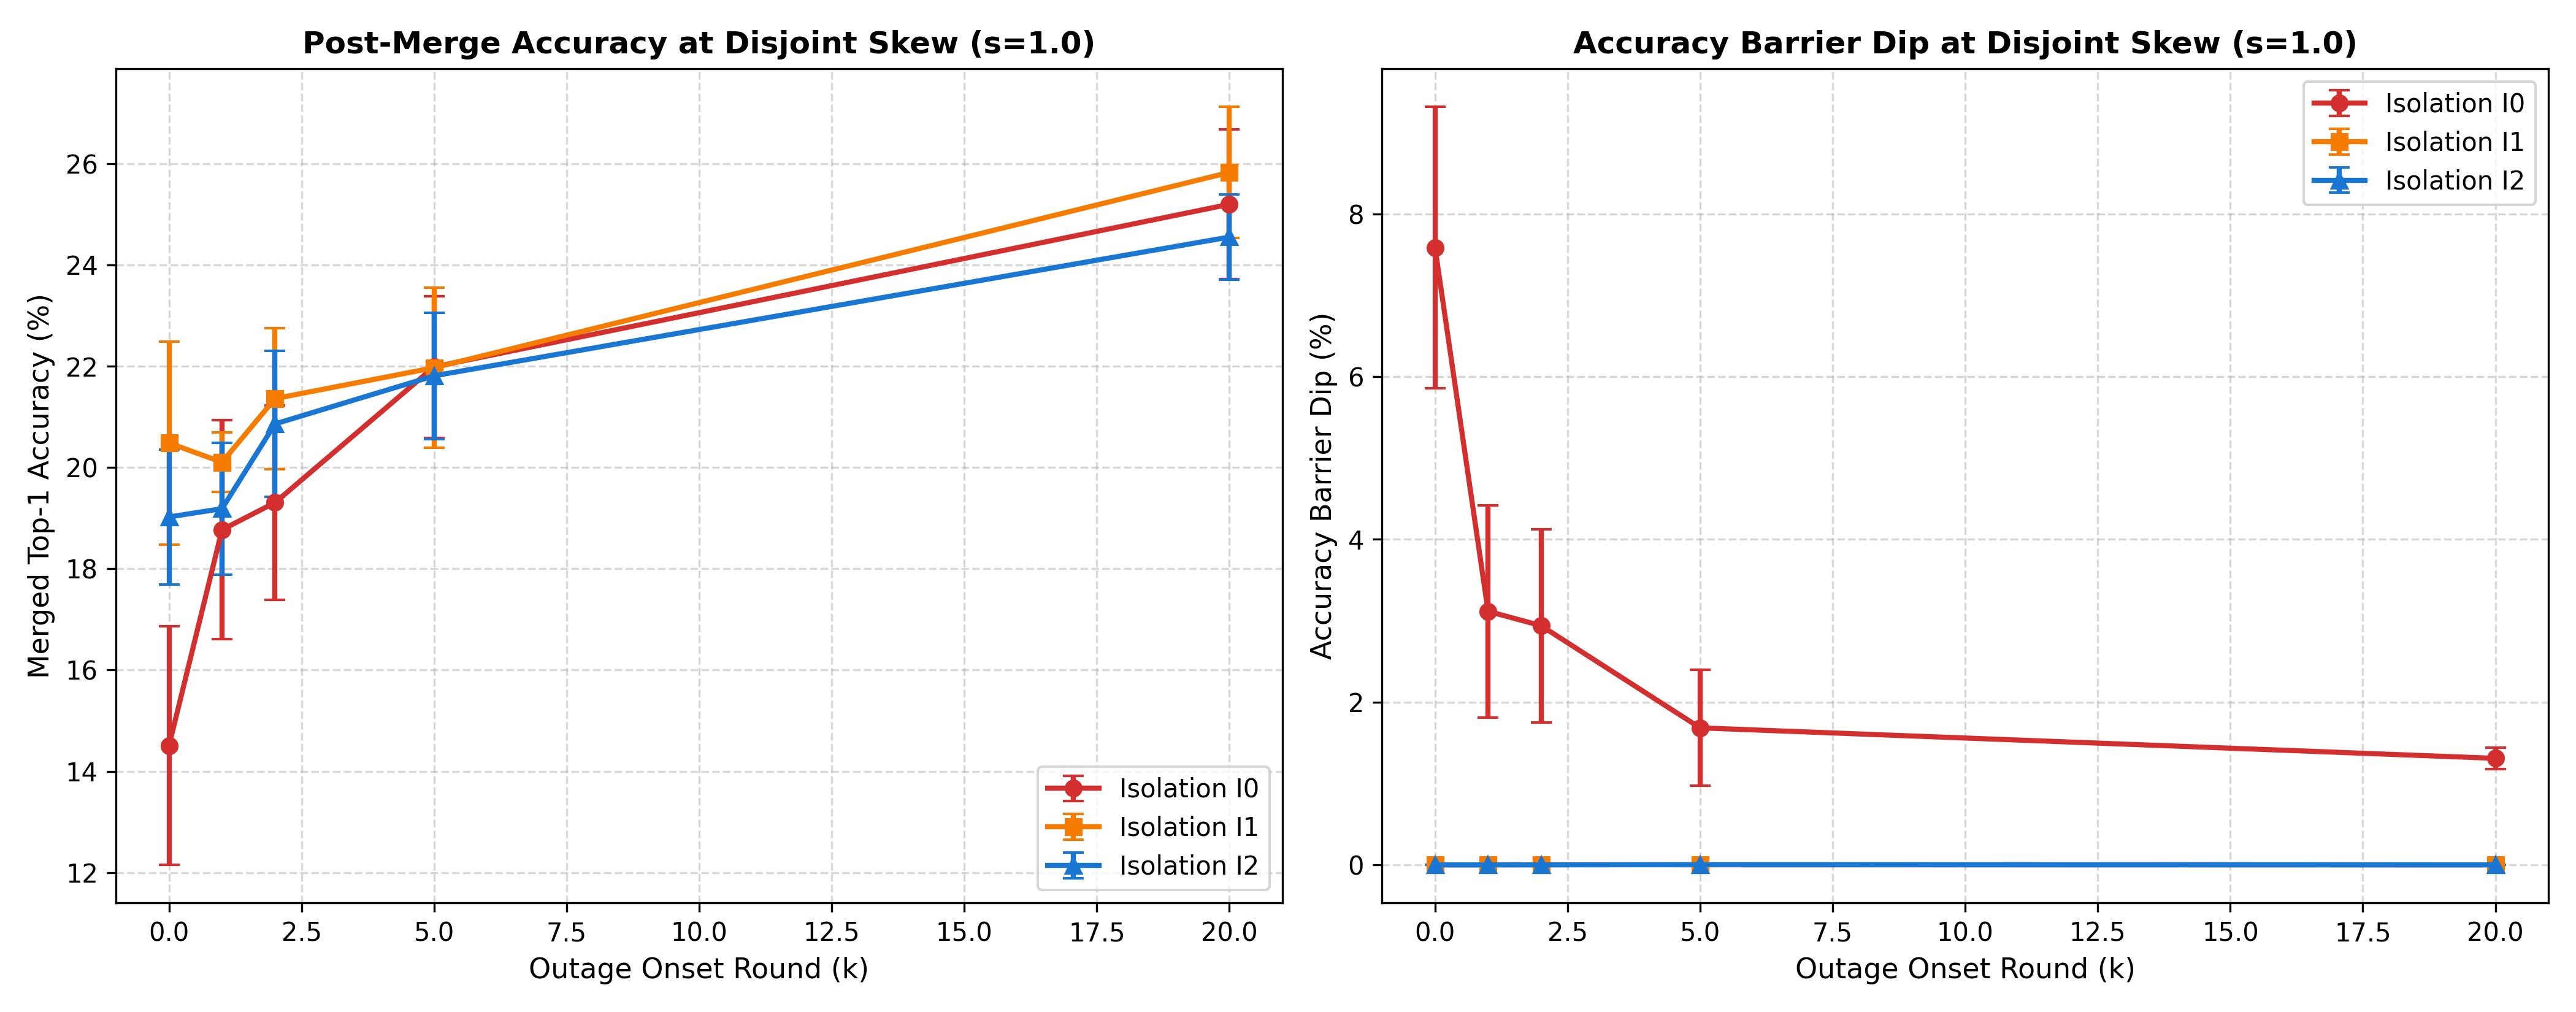 Post-Merge Accuracy at Disjoint Skew (s=1.0)
Merged Top-1 Accuracy (%)
26
24
22
20
18
16
14
12
0.0 2.5 5.0 7.5 10.0 12.5 15.0 17.5 20.0
Outage Onset Round (k)
Isolation I0
Isolation I1
Isolation I2
Accuracy Barrier Dip at Disjoint Skew (s=1.0)
Accuracy Barrier Dip (%)
8
6
4
2
0
0.0 2.5 5.0 7.5 10.0 12.5 15.0 17.5 20.0
Outage Onset Round (k)
Isolation I0
Isolation I1
Isolation I2